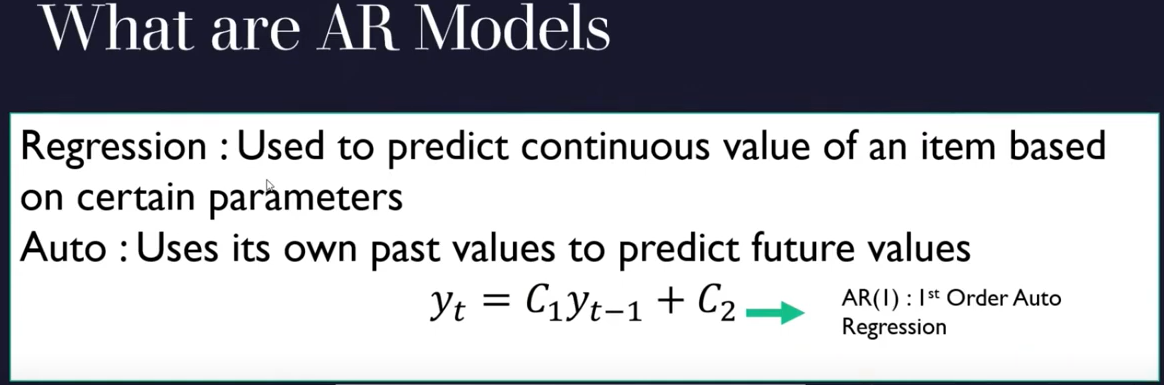 What are AR Models
Regression : Used to predict continuous value of an item based
on certain parameters
Auto : Uses its own past values to predict future values
yₜ = C₁yₜ₋₁ + C₂
AR(1) : 1ˢᵗ Order Auto
Regression